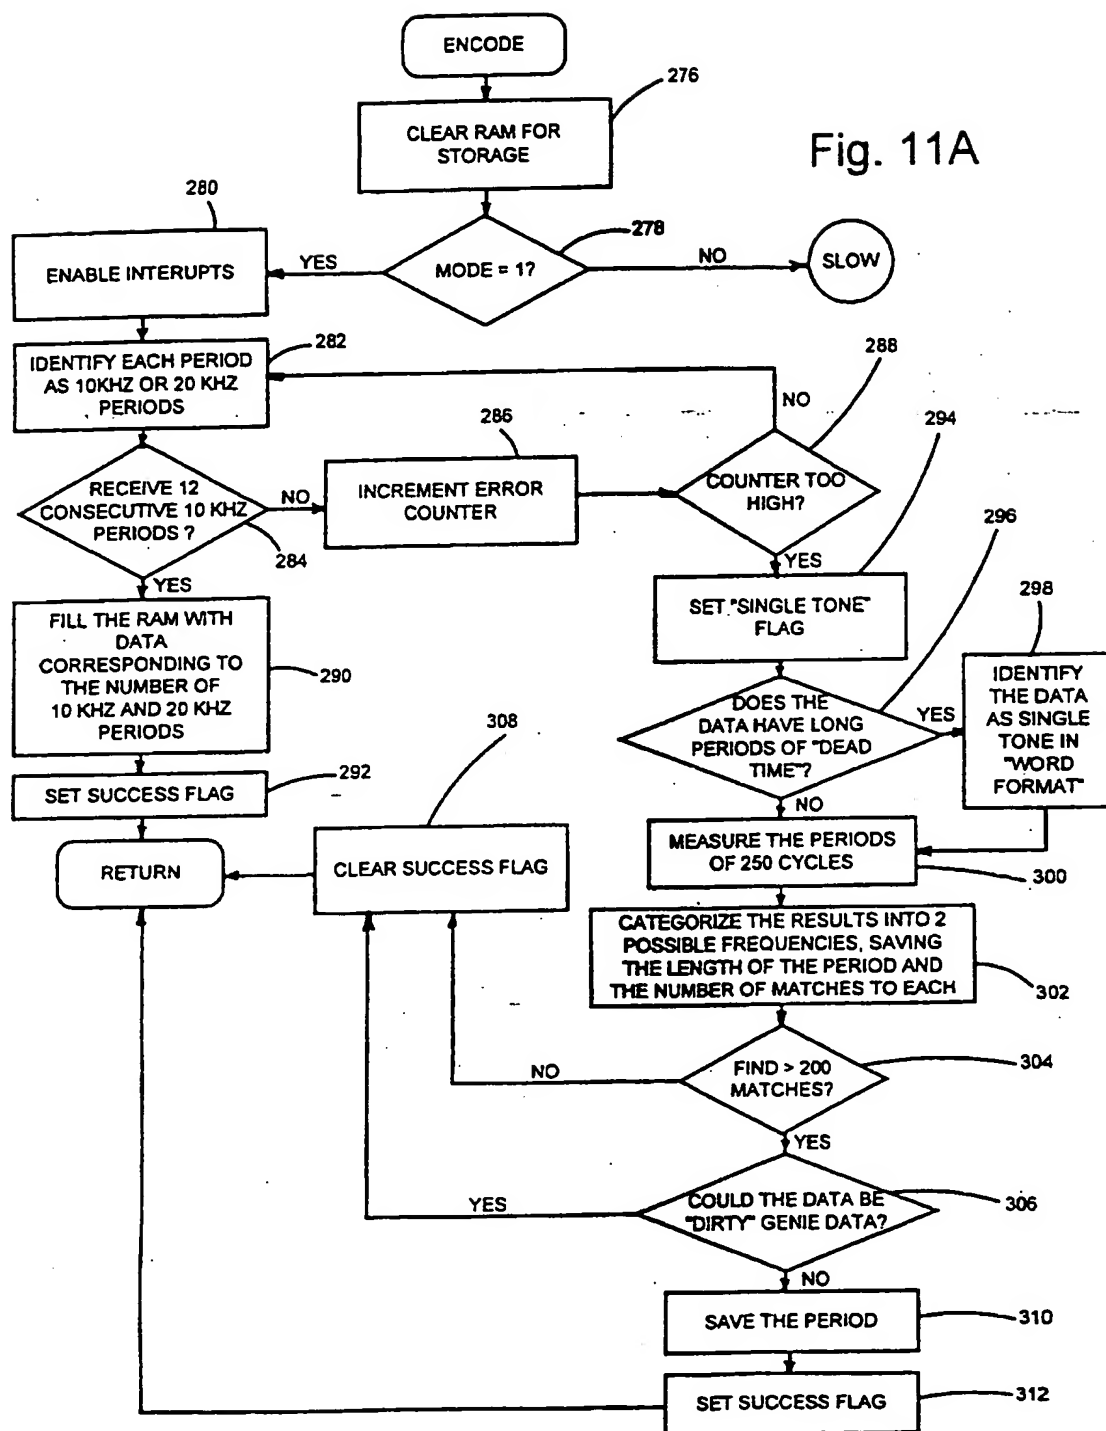 ENCODE
276
CLEAR RAM FOR
STORAGE
Fig. 11A
280
278
ENABLE INTERUPTS
YES
MODE = 1?
NO
SLOW
282
IDENTIFY EACH PERIOD
AS 10KHZ OR 20 KHZ
PERIODS
288
NO
286
294
RECEIVE 12
CONSECUTIVE 10 KHZ
PERIODS ?
NO
INCREMENT ERROR
COUNTER
COUNTER TOO
HIGH?
284
296
YES
YES
SET "SINGLE TONE"
FLAG
298
FILL THE RAM WITH
DATA
CORRESPONDING TO
THE NUMBER OF
10 KHZ AND 20 KHZ
PERIODS
290
DOES THE
DATA HAVE LONG
PERIODS OF "DEAD
TIME"?
YES
IDENTIFY
THE DATA
AS SINGLE
TONE IN
"WORD
FORMAT"
308
292
SET SUCCESS FLAG
NO
RETURN
CLEAR SUCCESS FLAG
MEASURE THE PERIODS
OF 250 CYCLES
300
CATEGORIZE THE RESULTS INTO 2
POSSIBLE FREQUENCIES, SAVING
THE LENGTH OF THE PERIOD AND
THE NUMBER OF MATCHES TO EACH
302
NO
FIND > 200
MATCHES?
304
YES
YES
COULD THE DATA BE
"DIRTY" GENIE DATA?
306
NO
SAVE THE PERIOD
310
SET SUCCESS FLAG
312